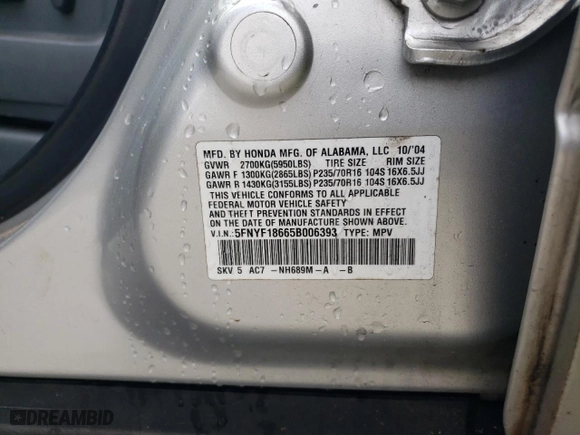 MFD. BY HONDA MFG. OF ALABAMA, LLC 10/'04
GVWR 2700KG(5950LBS) TIRE SIZE RIM SIZE
GAWR F 1300KG(2865LBS)P235/70R16 104S 16X6.5JJ
GAWR R 1430KG(3155LBS)P235/70R16 104S 16X6.5JJ
THIS VEHICLE CONFORMS TO ALL APPLICABLE
FEDERAL MOTOR VEHICLE SAFETY
AND THEFT PREVENTION STANDARDS IN EFFECT
ON THE DATE OF MANUFACTURE SHOWN ABOVE.
V.I.N.: 5FNYF18665B006393 TYPE: MPV
SKV 5 AC7 -NH689M-A -B
DREAMBID